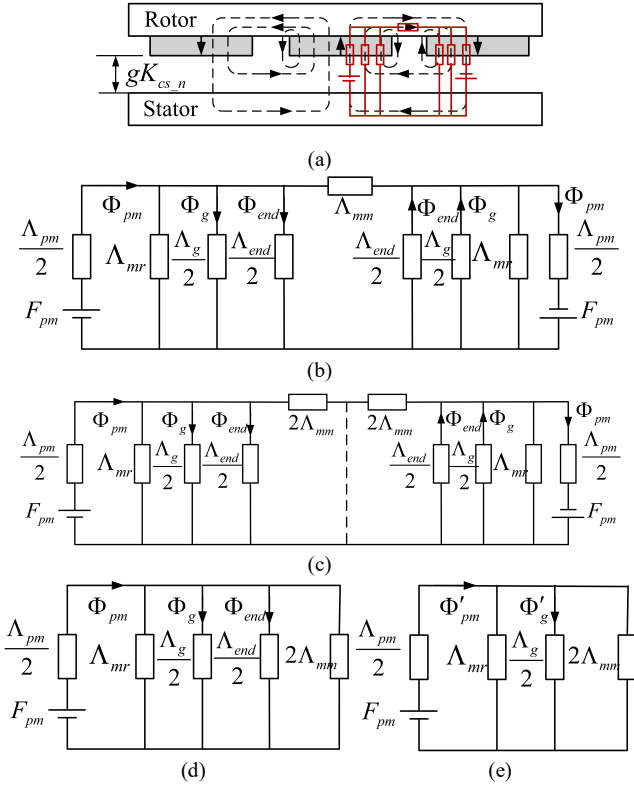 Rotor
gK_{cs_n}
Stator
(a)
Φ_{pm} Φ_g Φ_{end} Λ_{mm} Φ_{end} Φ_g Φ_{pm}
Λ_{pm}/2 Λ_{mr} Λ_g/2 Λ_{end}/2 Λ_{end}/2 Λ_g/2 Λ_{mr} Λ_{pm}/2
F_{pm} F_{pm}
(b)
Φ_{pm} Φ_g Φ_{end} 2Λ_{mm} 2Λ_{mm} Φ_{end} Φ_g Φ_{pm}
Λ_{pm}/2 Λ_{mr} Λ_g/2 Λ_{end}/2 Λ_{end}/2 Λ_g/2 Λ_{mr} Λ_{pm}/2
F_{pm} F_{pm}
(c)
Φ_{pm} Φ_g Φ_{end}
Λ_{pm}/2 Λ_{mr} Λ_g/2 Λ_{end}/2 2Λ_{mm}
F_{pm}
(d)
Φ′_{pm} Φ′_g
Λ_{pm}/2 Λ_{mr} Λ_g/2 2Λ_{mm}
F_{pm}
(e)